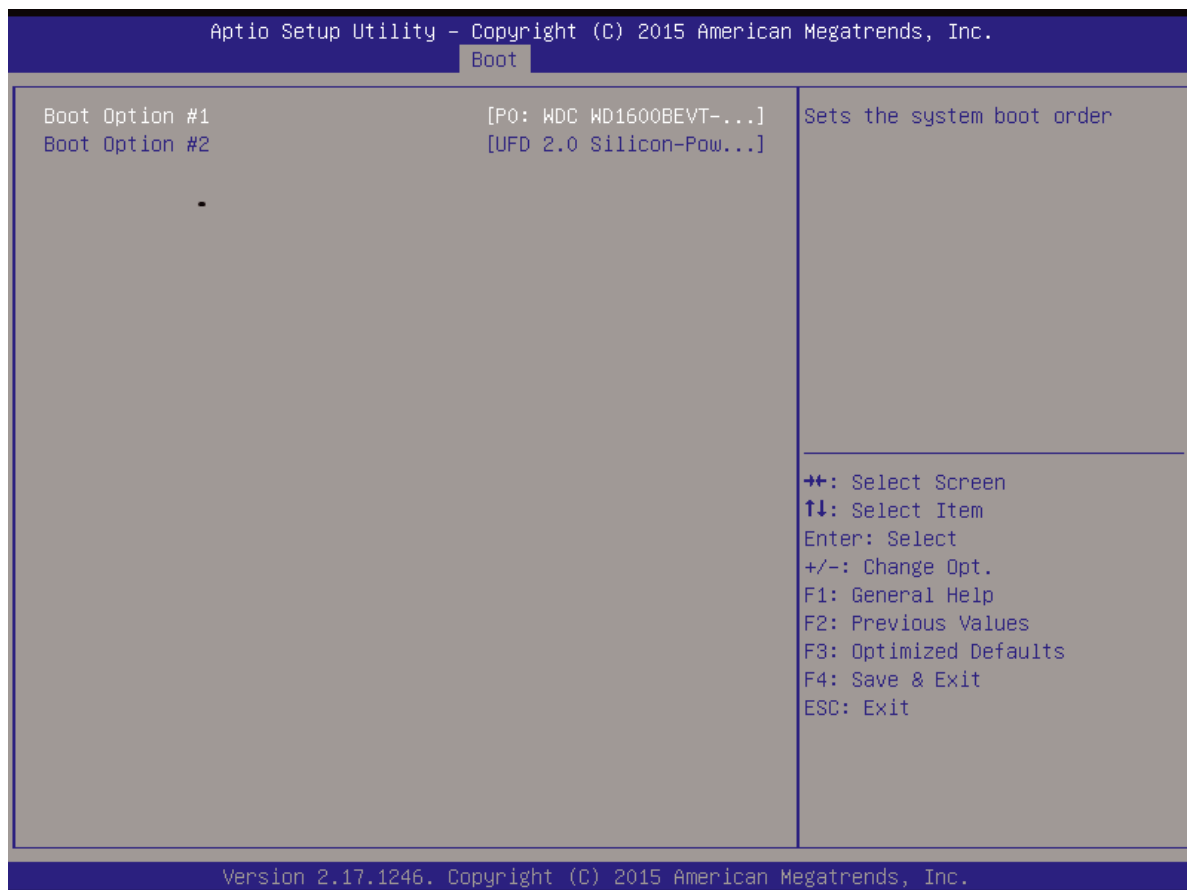 Aptio Setup Utility – Copyright (C) 2015 American Megatrends, Inc.
Boot
Boot Option #1 [P0: WDC WD1600BEVT-...]
Boot Option #2 [UFD 2.0 Silicon-Pow...]
Sets the system boot order
→←: Select Screen
↑↓: Select Item
Enter: Select
+/-: Change Opt.
F1: General Help
F2: Previous Values
F3: Optimized Defaults
F4: Save & Exit
ESC: Exit
Version 2.17.1246. Copyright (C) 2015 American Megatrends, Inc.